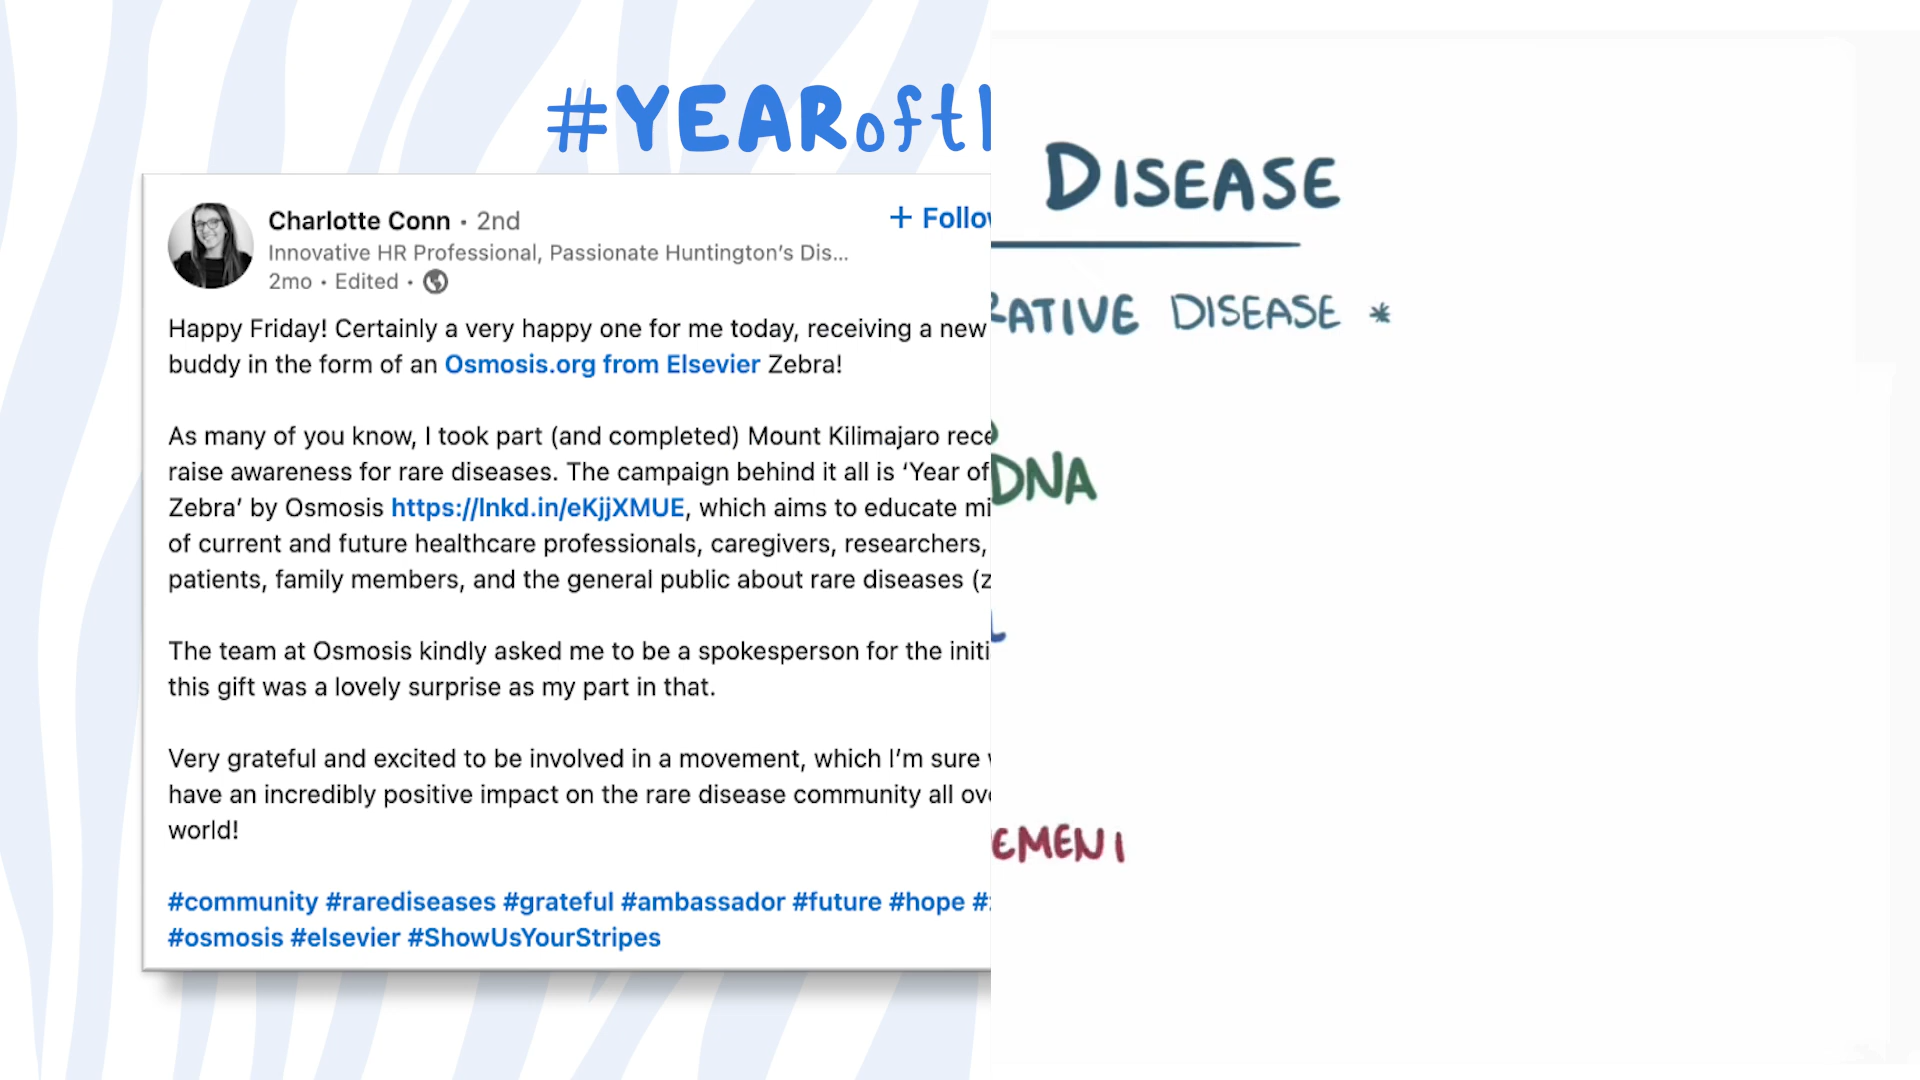 #YEARoft
Charlotte Conn • 2nd
+ Follo
Innovative HR Professional, Passionate Huntington's Dis...
2mo • Edited •
Happy Friday! Certainly a very happy one for me today, receiving a new
buddy in the form of an Osmosis.org from Elsevier Zebra!
As many of you know, I took part (and completed) Mount Kilimajaro rece
raise awareness for rare diseases. The campaign behind it all is ‘Year of
Zebra’ by Osmosis https://lnkd.in/eKjjXMUE, which aims to educate mi
of current and future healthcare professionals, caregivers, researchers,
patients, family members, and the general public about rare diseases (z
The team at Osmosis kindly asked me to be a spokesperson for the initi
this gift was a lovely surprise as my part in that.
Very grateful and excited to be involved in a movement, which I’m sure
have an incredibly positive impact on the rare disease community all ov
world!
#community #rarediseases #grateful #ambassador #future #hope #
#osmosis #elsevier #ShowUsYourStripes
DISEASE
RATIVE DISEASE *
DNA
EMENT